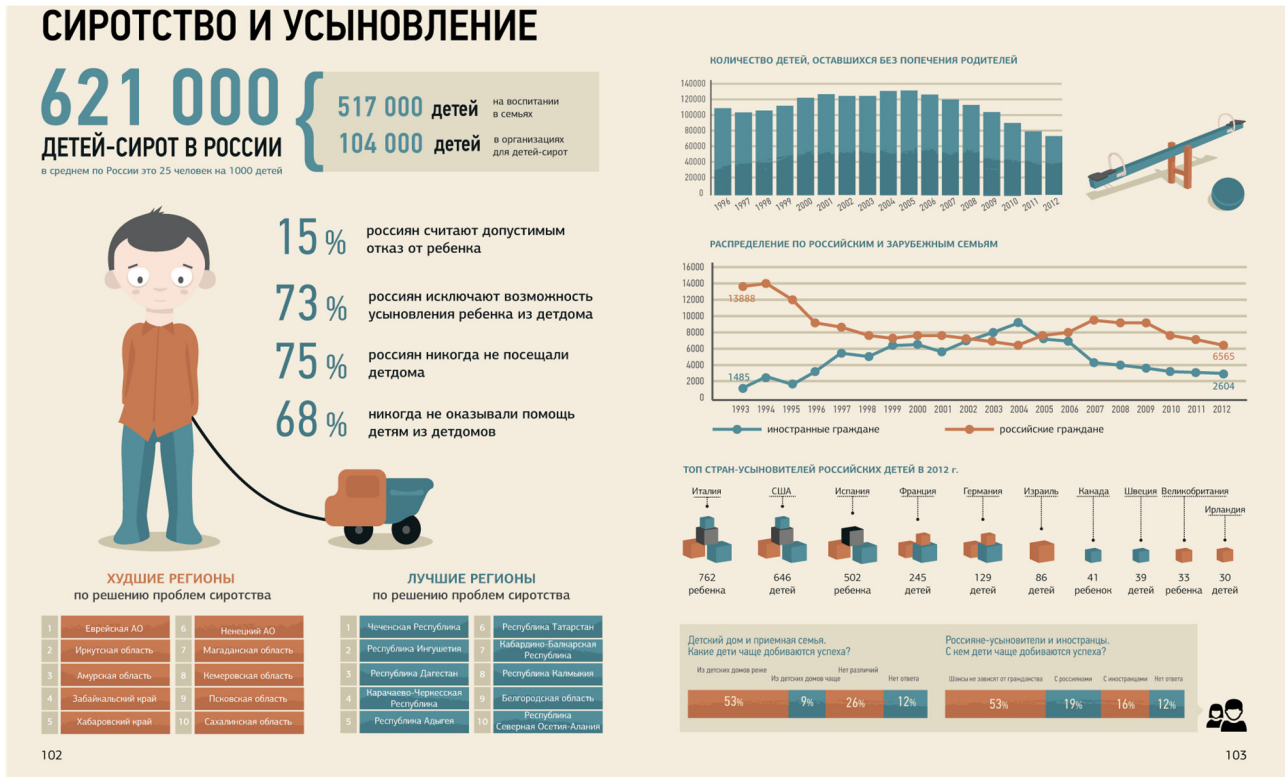 СИРОТСТВО И УСЫНОВЛЕНИЕ
621 000
ДЕТЕЙ-СИРОТ В РОССИИ
в среднем по России это 25 человек на 1000 детей
517 000 детей
на воспитании
в семьях
104 000 детей
в организациях
для детей-сирот
15 %
россиян считают допустимым
отказ от ребенка
73 %
россиян исключают возможность
усыновления ребенка из детдома
75 %
россиян никогда не посещали
детдома
68 %
никогда не оказывали помощь
детям из детдомов
ХУДШИЕ РЕГИОНЫ
по решению проблем сиротства
1 Еврейская АО
2 Иркутская область
3 Амурская область
4 Забайкальский край
5 Хабаровский край
6 Ненецкий АО
7 Магаданская область
8 Кемеровская область
9 Псковская область
10 Сахалинская область
ЛУЧШИЕ РЕГИОНЫ
по решению проблем сиротства
1 Чеченская Республика
2 Республика Ингушетия
3 Республика Дагестан
4 Карачаево-Черкесская
Республика
5 Республика Адыгея
6 Республика Татарстан
7 Кабардино-Балкарская
Республика
8 Республика Калмыкия
9 Белгородская область
10 Республика
Северная Осетия-Алания
102
КОЛИЧЕСТВО ДЕТЕЙ, ОСТАВШИХСЯ БЕЗ ПОПЕЧЕНИЯ РОДИТЕЛЕЙ
140000
120000
100000
80000
60000
40000
20000
0
1996 1997 1998 1999 2000 2001 2002 2003 2004 2005 2006 2007 2008 2009 2010 2011 2012
РАСПРЕДЕЛЕНИЕ ПО РОССИЙСКИМ И ЗАРУБЕЖНЫМ СЕМЬЯМ
16000
14000
12000
10000
8000
6000
4000
2000
0
13888
1485
6565
2604
1993 1994 1995 1996 1997 1998 1999 2000 2001 2002 2003 2004 2005 2006 2007 2008 2009 2010 2011 2012
иностранные граждане
российские граждане
ТОП СТРАН-УСЫНОВИТЕЛЕЙ РОССИЙСКИХ ДЕТЕЙ В 2012 г.
Италия США Испания Франция Германия Израиль Канада Швеция Великобритания
Ирландия
762 646 502 245 129 86 41 39 33 30
ребенка детей ребенка детей детей детей ребенок детей ребенка детей
Детский дом и приемная семья.
Какие дети чаще добиваются успеха?
Из детских домов реже
Нет различий
Из детских домов чаще
Нет ответа
53% 9% 26% 12%
Россияне-усыновители и иностранцы.
С кем дети чаще добиваются успеха?
Шансы не зависят от гражданства С россиянами С иностранцами Нет ответа
53% 19% 16% 12%
103